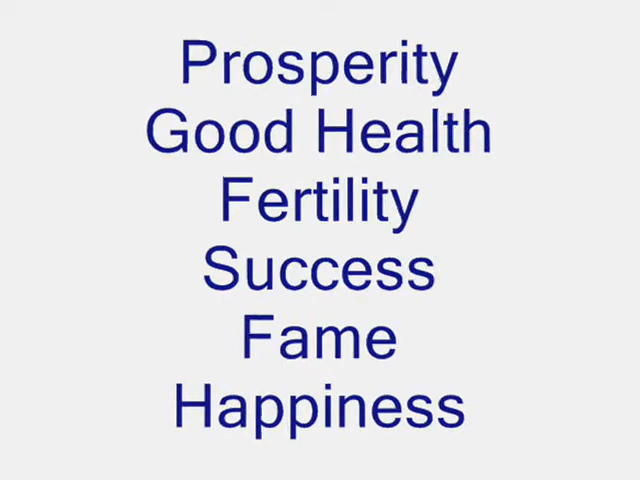 Prosperity
Good Health
Fertility
Success
Fame
Happiness